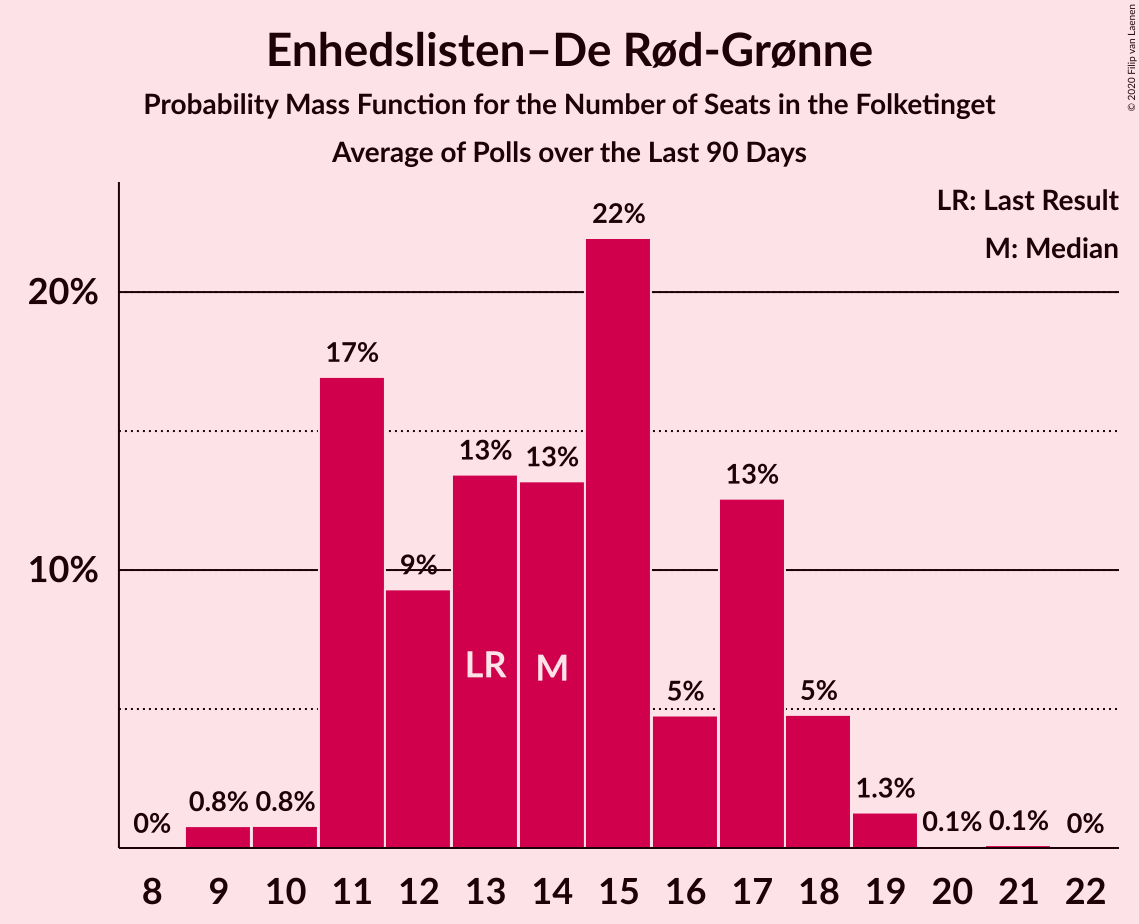 Enhedslisten–De Rød-Grønne
Probability Mass Function for the Number of Seats in the Folketinget
Average of Polls over the Last 90 Days
© 2020 Filip van Laenen
LR: Last Result
M: Median
22%
20%
17%
13%
13%
13%
10%
9%
LR
M
5%
5%
1.3%
0.8%
0.8%
0%
0.1%
0.1%
0%
8 9 10 11 12 13 14 15 16 17 18 19 20 21 22